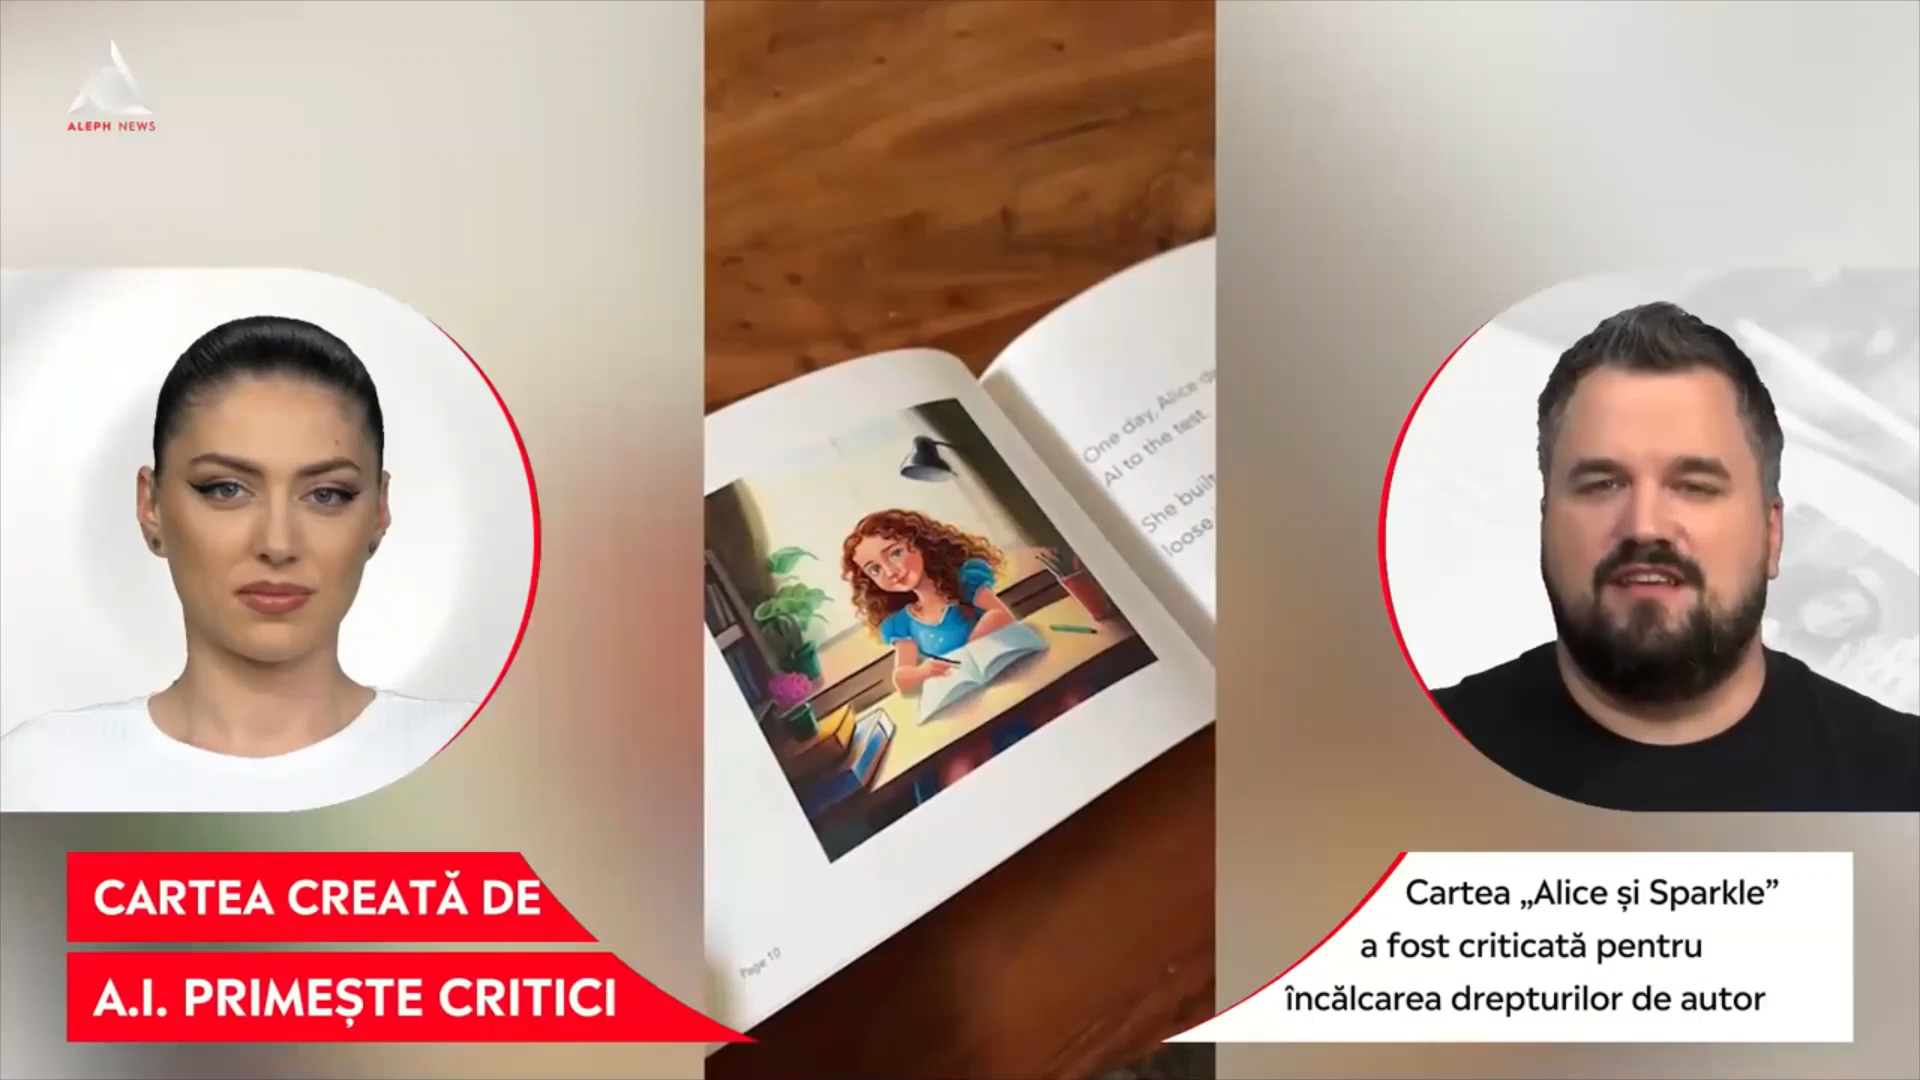 ALEPH NEWS
One day, Alice
AI to the test.
She built
loose
Page 10
CARTEA CREATĂ DE
A.I. PRIMEȘTE CRITICI
Cartea „Alice și Sparkle”
a fost criticată pentru
încălcarea drepturilor de autor